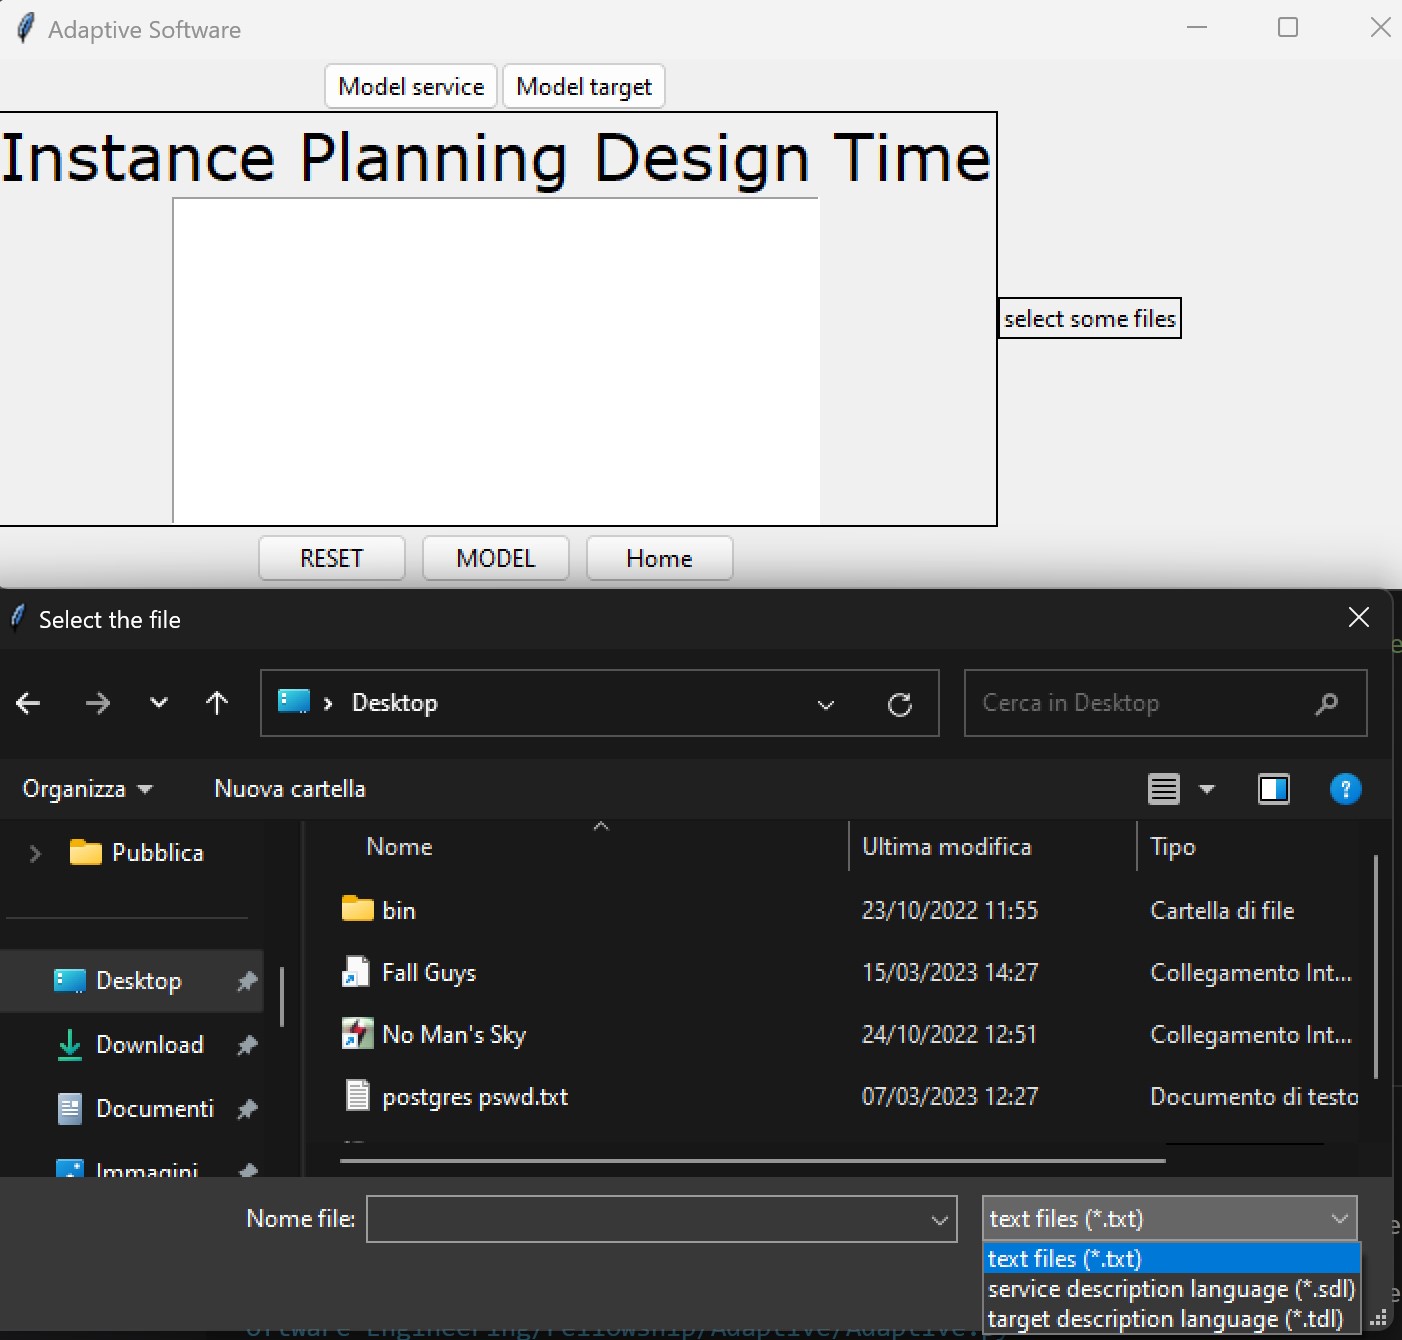 Adaptive Software
Model service Model target
Instance Planning Design Time
select some files
RESET MODEL Home
Select the file
Desktop
Cerca in Desktop
Organizza Nuova cartella
Pubblica
Nome Ultima modifica Tipo
bin 23/10/2022 11:55 Cartella di file
Desktop Fall Guys 15/03/2023 14:27 Collegamento Int...
Download No Man's Sky 24/10/2022 12:51 Collegamento Int...
Documenti postgres pswd.txt 07/03/2023 12:27 Documento di testo
Immagini
Nome file: text files (*.txt)
text files (*.txt)
service description language (*.sdl)
target description language (*.tdl)